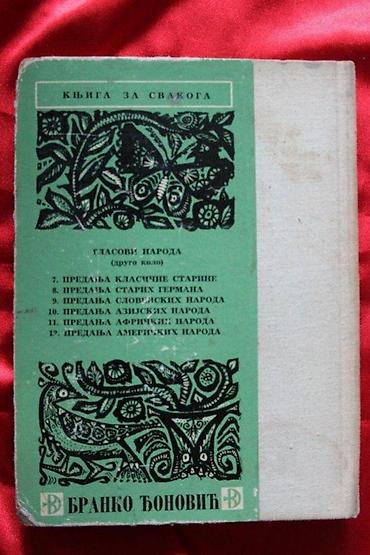 КЊИГА ЗА СВАКОГА
ГЛАСОВИ НАРОДА
(друго коло)
7. ПРЕДАЊА КЛАСИЧНЕ СТАРИНЕ
8. ПРЕДАЊА СТАРИХ ГЕРМАНА
9. ПРЕДАЊА СЛОВЕНСКИХ НАРОДА
10. ПРЕДАЊА АЗИЈСКИХ НАРОДА
11. ПРЕДАЊА АФРИЧКИХ НАРОДА
12. ПРЕДАЊА АМЕРИЧКИХ НАРОДА
БРАНКО ЂОНОВИЋ